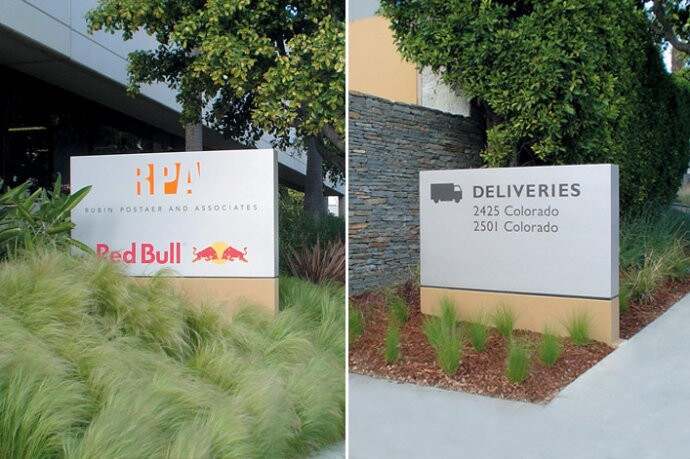 RPA
RUBIN POSTAER AND ASSOCIATES
Red Bull
DELIVERIES
2425 Colorado
2501 Colorado